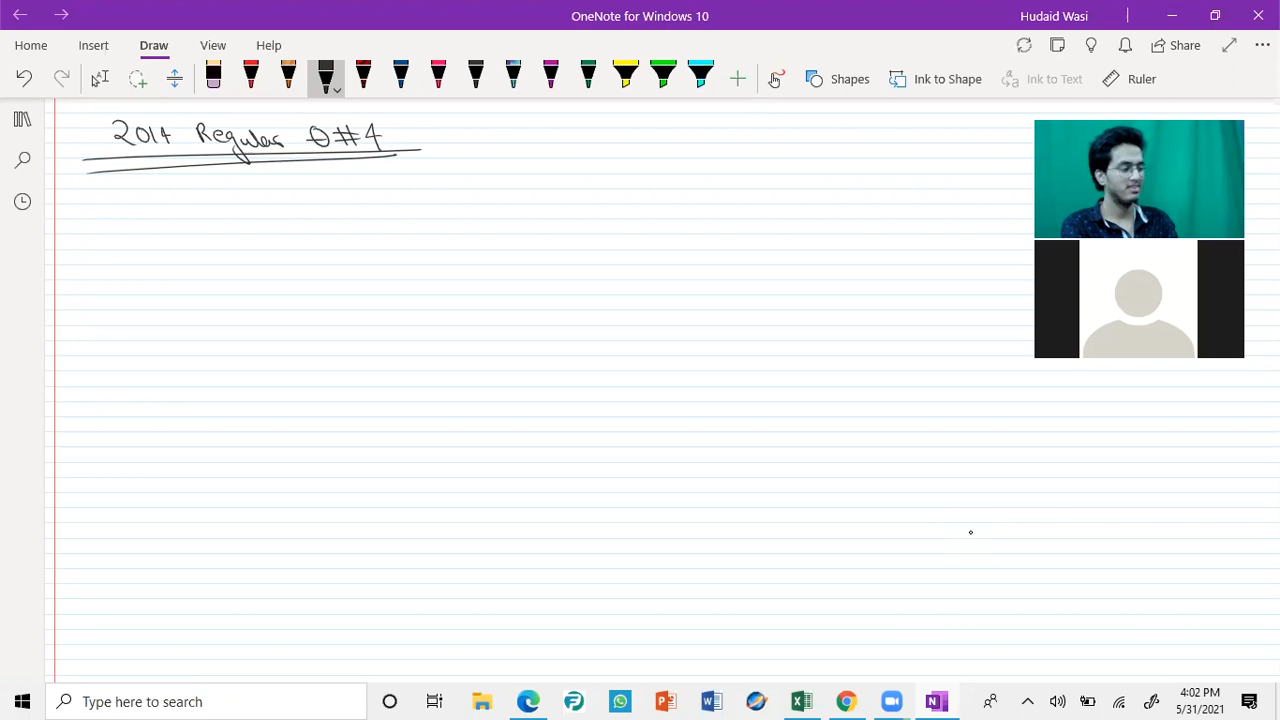 OneNote for Windows 10
Hudaid Wasi
Home Insert Draw View Help
Share
Shapes
Ink to Shape
Ink to Text
Ruler
2014 Regular Q#4
Type here to search
4:02 PM
5/31/2021